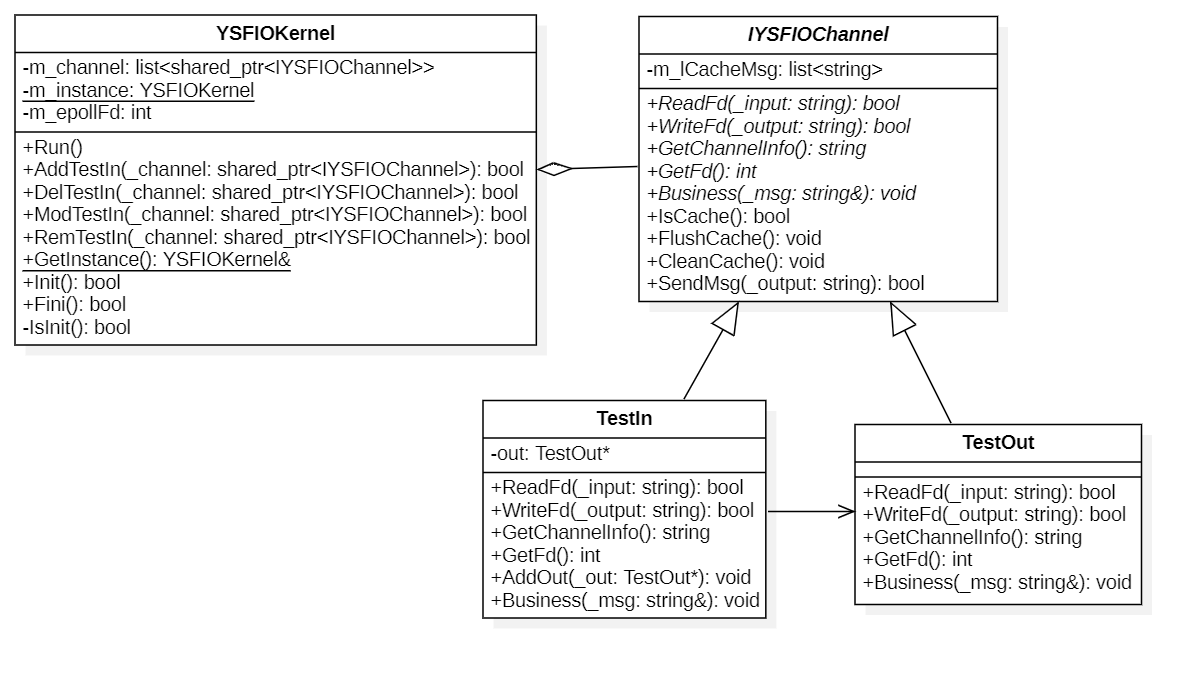 YSFIOKernel
-m_channel: list<shared_ptr<IYSFIOChannel>>
-m_instance: YSFIOKernel
-m_epollFd: int
+Run()
+AddTestIn(_channel: shared_ptr<IYSFIOChannel>): bool
+DelTestIn(_channel: shared_ptr<IYSFIOChannel>): bool
+ModTestIn(_channel: shared_ptr<IYSFIOChannel>): bool
+RemTestIn(_channel: shared_ptr<IYSFIOChannel>): bool
+GetInstance(): YSFIOKernel&
+Init(): bool
+Fini(): bool
-IsInit(): bool
IYSFIOChannel
-m_lCacheMsg: list<string>
+ReadFd(_input: string): bool
+WriteFd(_output: string): bool
+GetChannelInfo(): string
+GetFd(): int
+Business(_msg: string&): void
+IsCache(): bool
+FlushCache(): void
+CleanCache(): void
+SendMsg(_output: string): bool
TestIn
-out: TestOut*
+ReadFd(_input: string): bool
+WriteFd(_output: string): bool
+GetChannelInfo(): string
+GetFd(): int
+AddOut(_out: TestOut*): void
+Business(_msg: string&): void
TestOut
+ReadFd(_input: string): bool
+WriteFd(_output: string): bool
+GetChannelInfo(): string
+GetFd(): int
+Business(_msg: string&): void